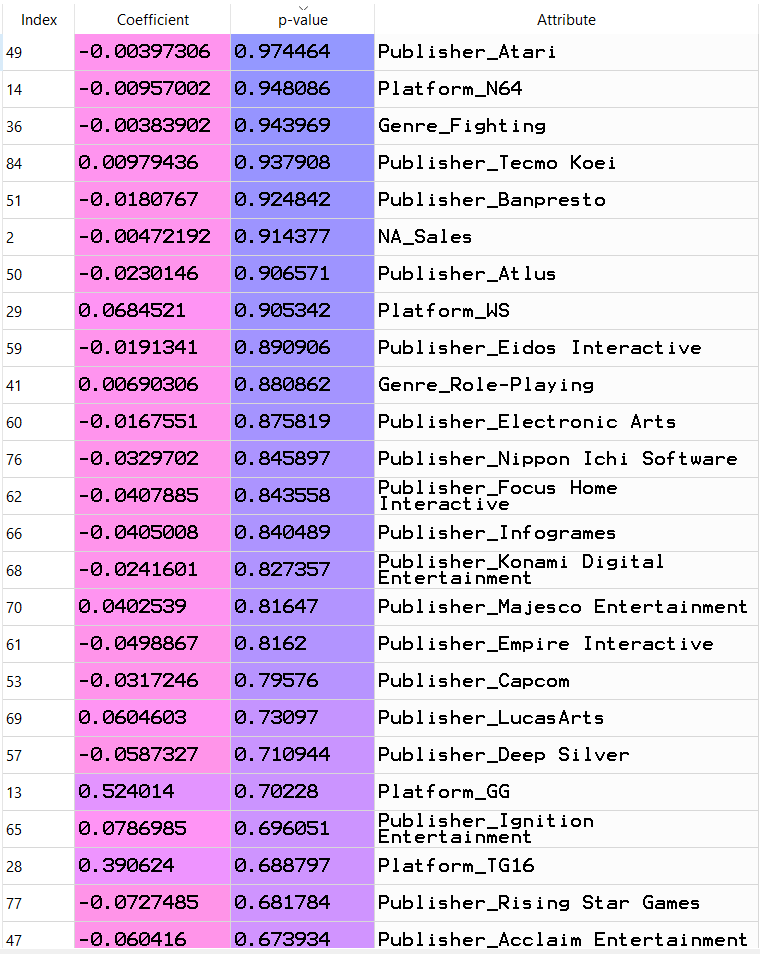 Index Coefficient p-value Attribute
49 -0.00397306 0.974464 Publisher_Atari
14 -0.00957002 0.948086 Platform_N64
36 -0.00383902 0.943969 Genre_Fighting
84 0.00979436 0.937908 Publisher_Tecmo Koei
51 -0.0180767 0.924842 Publisher_Banpresto
2 -0.00472192 0.914377 NA_Sales
50 -0.0230146 0.906571 Publisher_Atlus
29 0.0684521 0.905342 Platform_WS
59 -0.0191341 0.890906 Publisher_Eidos Interactive
41 0.00690306 0.880862 Genre_Role-Playing
60 -0.0167551 0.875819 Publisher_Electronic Arts
76 -0.0329702 0.845897 Publisher_Nippon Ichi Software
62 -0.0407885 0.843558 Publisher_Focus Home
Interactive
66 -0.0405008 0.840489 Publisher_Infogrames
68 -0.0241601 0.827357 Publisher_Konami Digital
Entertainment
70 0.0402539 0.81647 Publisher_Majesco Entertainment
61 -0.0498867 0.8162 Publisher_Empire Interactive
53 -0.0317246 0.79576 Publisher_Capcom
69 0.0604603 0.73097 Publisher_LucasArts
57 -0.0587327 0.710944 Publisher_Deep Silver
13 0.524014 0.70228 Platform_GG
65 0.0786985 0.696051 Publisher_Ignition
Entertainment
28 0.390624 0.688797 Platform_TG16
77 -0.0727485 0.681784 Publisher_Rising Star Games
47 -0.060416 0.673934 Publisher_Acclaim Entertainment